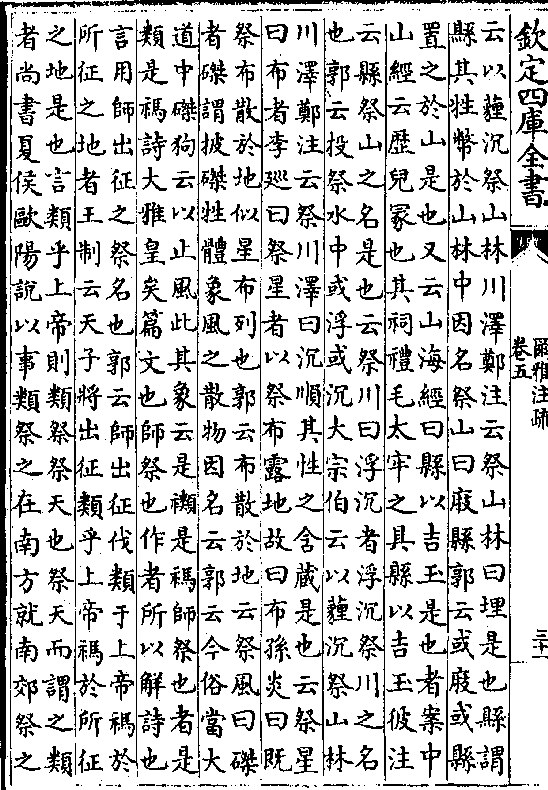 欽定四庫全書
爾雅注疏
卷五
三十一
云以薶沉祭山林川澤鄭注云祭山林曰埋是也縣謂
縣其牲幣於山林中因名祭山曰庪縣郭云或庪或縣
置之於山是也又云山海經曰縣以吉玉是也者案中
山經云歴兒冢也其祠禮毛太牢之具縣以吉玉彼注
云縣祭山之名是也云祭川曰浮沉者浮沉祭川之名
也郭云投祭水中或浮或沉大宗伯云以薶沉祭山林
川澤鄭注云祭川澤曰沉順其性之含蔵是也云祭星
曰布者李廵曰祭星者以祭布露地故曰布孫炎曰既
祭布散於地似星布列也郭云布散於地云祭風曰磔
者磔謂披磔牲體象風之散物因名云郭云今俗當大
道中磔狗云以止風此其象云是禷是禡師祭也者是
類是禡詩大雅皇矣篇文也師祭也作者所以解詩也
言用師出征之祭名也郭云師出征伐類于上帝禡於
所征之地者王制云天子將出征類乎上帝禡於所征
之地是也言類乎上帝則類祭祭天也祭天而謂之類
者尚書夏侯歐陽說以事類祭之在南方就南郊祭之